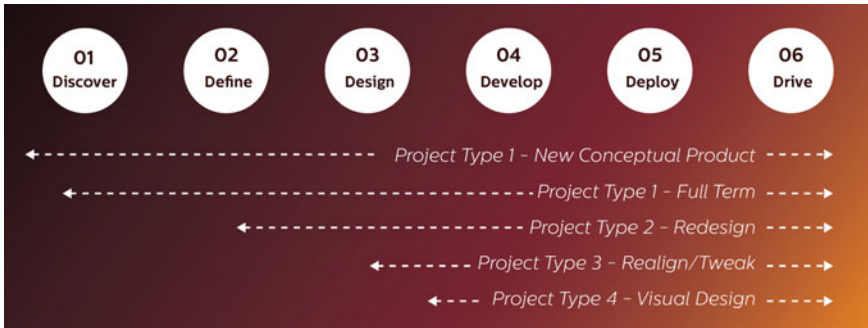 01 02 03 04 05 06
Discover Define Design Develop Deploy Drive
Project Type 1 - New Conceptual Product
Project Type 1 - Full Term
Project Type 2 - Redesign
Project Type 3 - Realign/Tweak
Project Type 4 - Visual Design